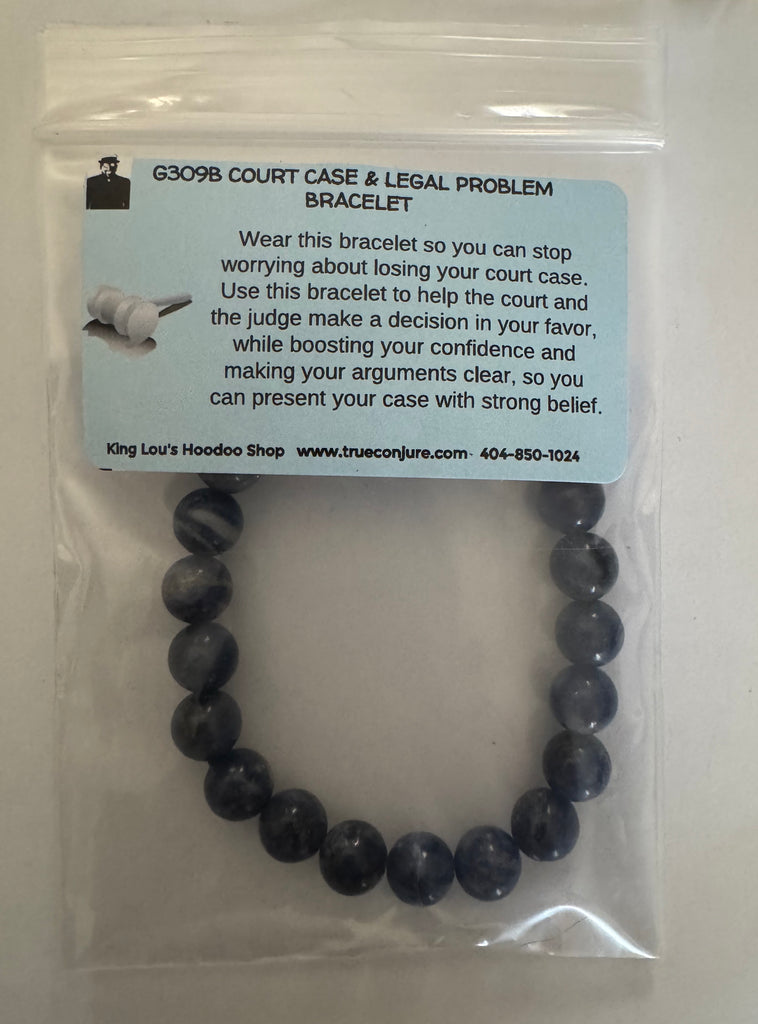 G309B COURT CASE & LEGAL PROBLEM
BRACELET
Wear this bracelet so you can stop
worrying about losing your court case.
Use this bracelet to help the court and
the judge make a decision in your favor,
while boosting your confidence and
making your arguments clear, so you
can present your case with strong belief.
King Lou's Hoodoo Shop www.trueconjure.com 404-850-1024